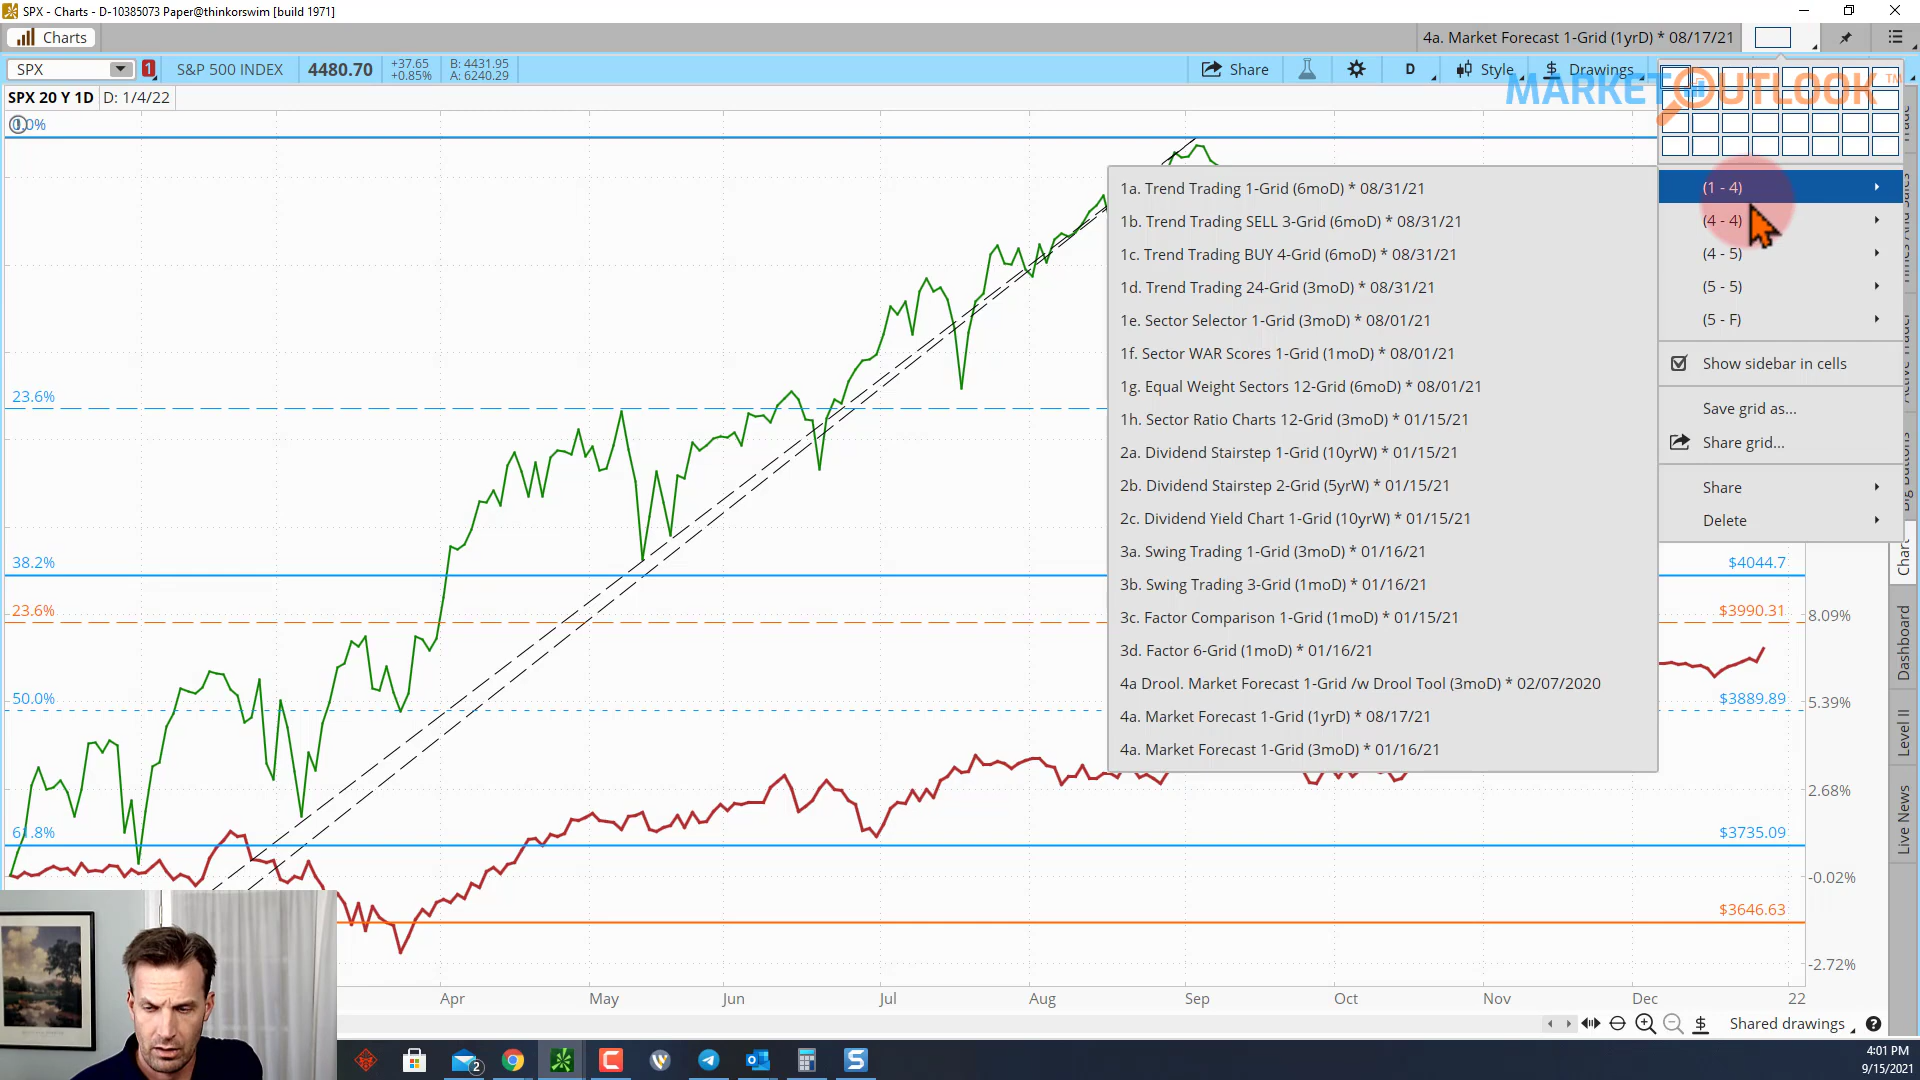 SPX - Charts - D-10385073 Paper@thinkorswim [build 1971]
Charts
4a. Market Forecast 1-Grid (1yrD) * 08/17/21
SPX
1
S&P 500 INDEX
4480.70
+37.65
+0.85%
B: 4431.95
A: 6240.29
Share
D
Style
Drawings
MARKET OUTLOOK TM
SPX 20 Y 1D
D: 1/4/22
0.0%
1a. Trend Trading 1-Grid (6moD) * 08/31/21
1b. Trend Trading SELL 3-Grid (6moD) * 08/31/21
1c. Trend Trading BUY 4-Grid (6moD) * 08/31/21
1d. Trend Trading 24-Grid (3moD) * 08/31/21
1e. Sector Selector 1-Grid (3moD) * 08/01/21
1f. Sector WAR Scores 1-Grid (1moD) * 08/01/21
1g. Equal Weight Sectors 12-Grid (6moD) * 08/01/21
1h. Sector Ratio Charts 12-Grid (3moD) * 01/15/21
2a. Dividend Stairstep 1-Grid (10yrW) * 01/15/21
2b. Dividend Stairstep 2-Grid (5yrW) * 01/15/21
2c. Dividend Yield Chart 1-Grid (10yrW) * 01/15/21
3a. Swing Trading 1-Grid (3moD) * 01/16/21
3b. Swing Trading 3-Grid (1moD) * 01/16/21
3c. Factor Comparison 1-Grid (1moD) * 01/15/21
3d. Factor 6-Grid (1moD) * 01/16/21
4a Drool. Market Forecast 1-Grid /w Drool Tool (3moD) * 02/07/2020
4a. Market Forecast 1-Grid (1yrD) * 08/17/21
4a. Market Forecast 1-Grid (3moD) * 01/16/21
(1 - 4)
(4 - 4)
(4 - 5)
(5 - 5)
(5 - F)
Show sidebar in cells
Save grid as...
Share grid...
Share
Delete
23.6%
38.2%
23.6%
50.0%
61.8%
$4044.7
$3990.31
$3889.89
$3735.09
$3646.63
8.09%
5.39%
2.68%
-0.02%
-2.72%
Trade
Chart
Dashboard
Level II
Live News
Apr
May
Jun
Jul
Aug
Sep
Oct
Nov
Dec
22
Shared drawings
2
4:01 PM
9/15/2021